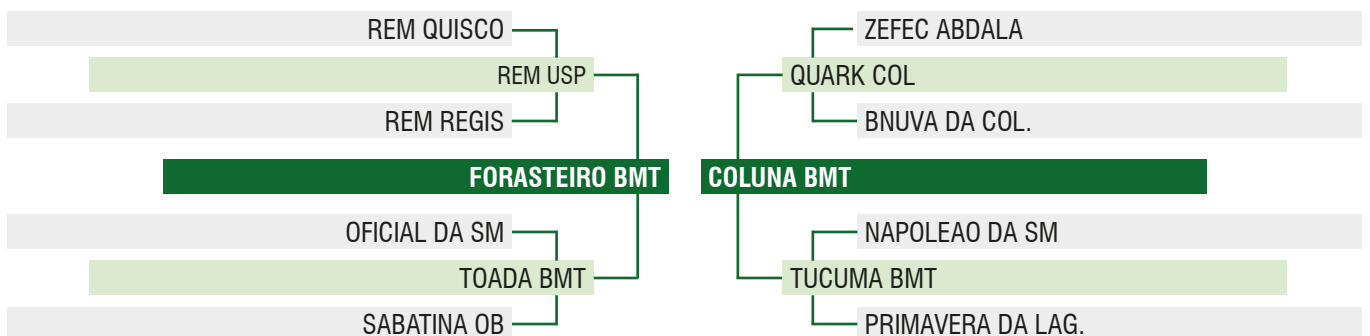 REM QUISCO
ZEFEC ABDALA
REM USP
QUARK COL
REM REGIS
BNUVA DA COL.
FORASTEIRO BMT
COLUNA BMT
OFICIAL DA SM
NAPOLEAO DA SM
TOADA BMT
TUCUMA BMT
SABATINA OB
PRIMAVERA DA LAG.